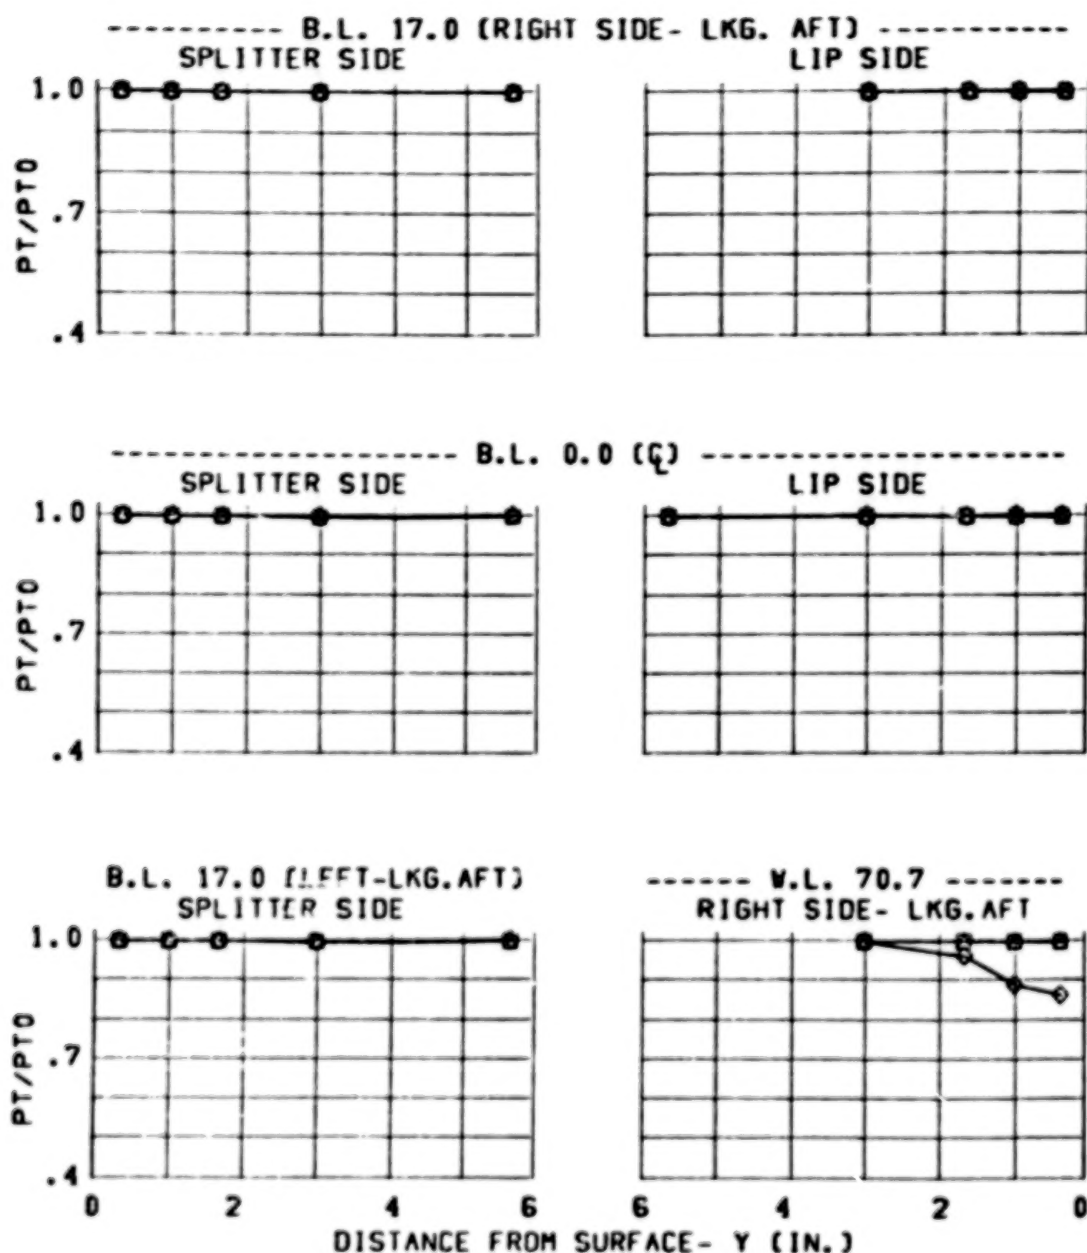 ---------- B.L. 17.0 (RIGHT SIDE- LKG. AFT) ----------
SPLITTER SIDE LIP SIDE
1.0
.7
.4
PT/PTO
-------------------- B.L. 0.0 (℄) --------------------
SPLITTER SIDE LIP SIDE
1.0
.7
.4
PT/PTO
B.L. 17.0 (LEFT-LKG.AFT) ------ W.L. 70.7 ------
SPLITTER SIDE RIGHT SIDE- LKG.AFT
1.0
.7
.4
PT/PTO
0 2 4 6 6 4 2 0
DISTANCE FROM SURFACE- Y (IN.)